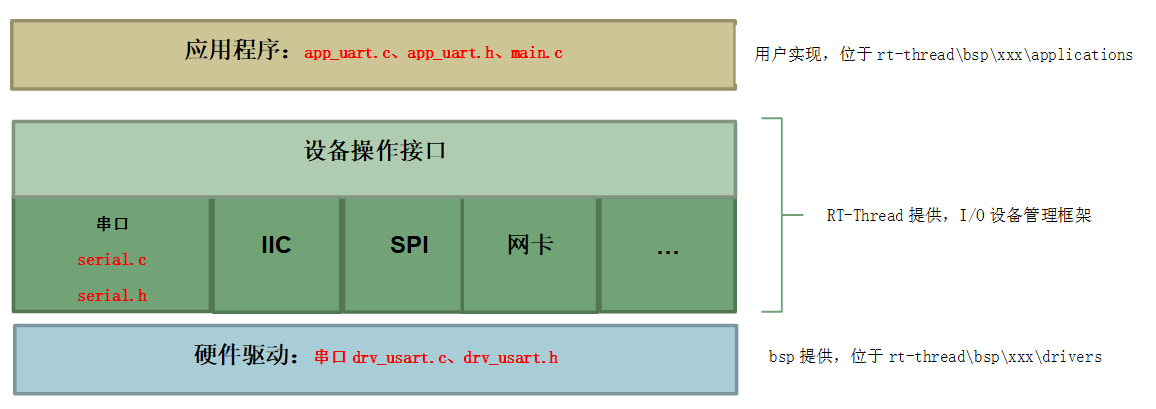 应用程序：app_uart.c、app_uart.h、main.c
用户实现，位于 rt-thread\bsp\xxx\applications
设备操作接口
串口
serial.c
serial.h
IIC
SPI
网卡
…
RT-Thread 提供，I/O 设备管理框架
硬件驱动：串口 drv_usart.c、drv_usart.h
bsp 提供，位于 rt-thread\bsp\xxx\drivers